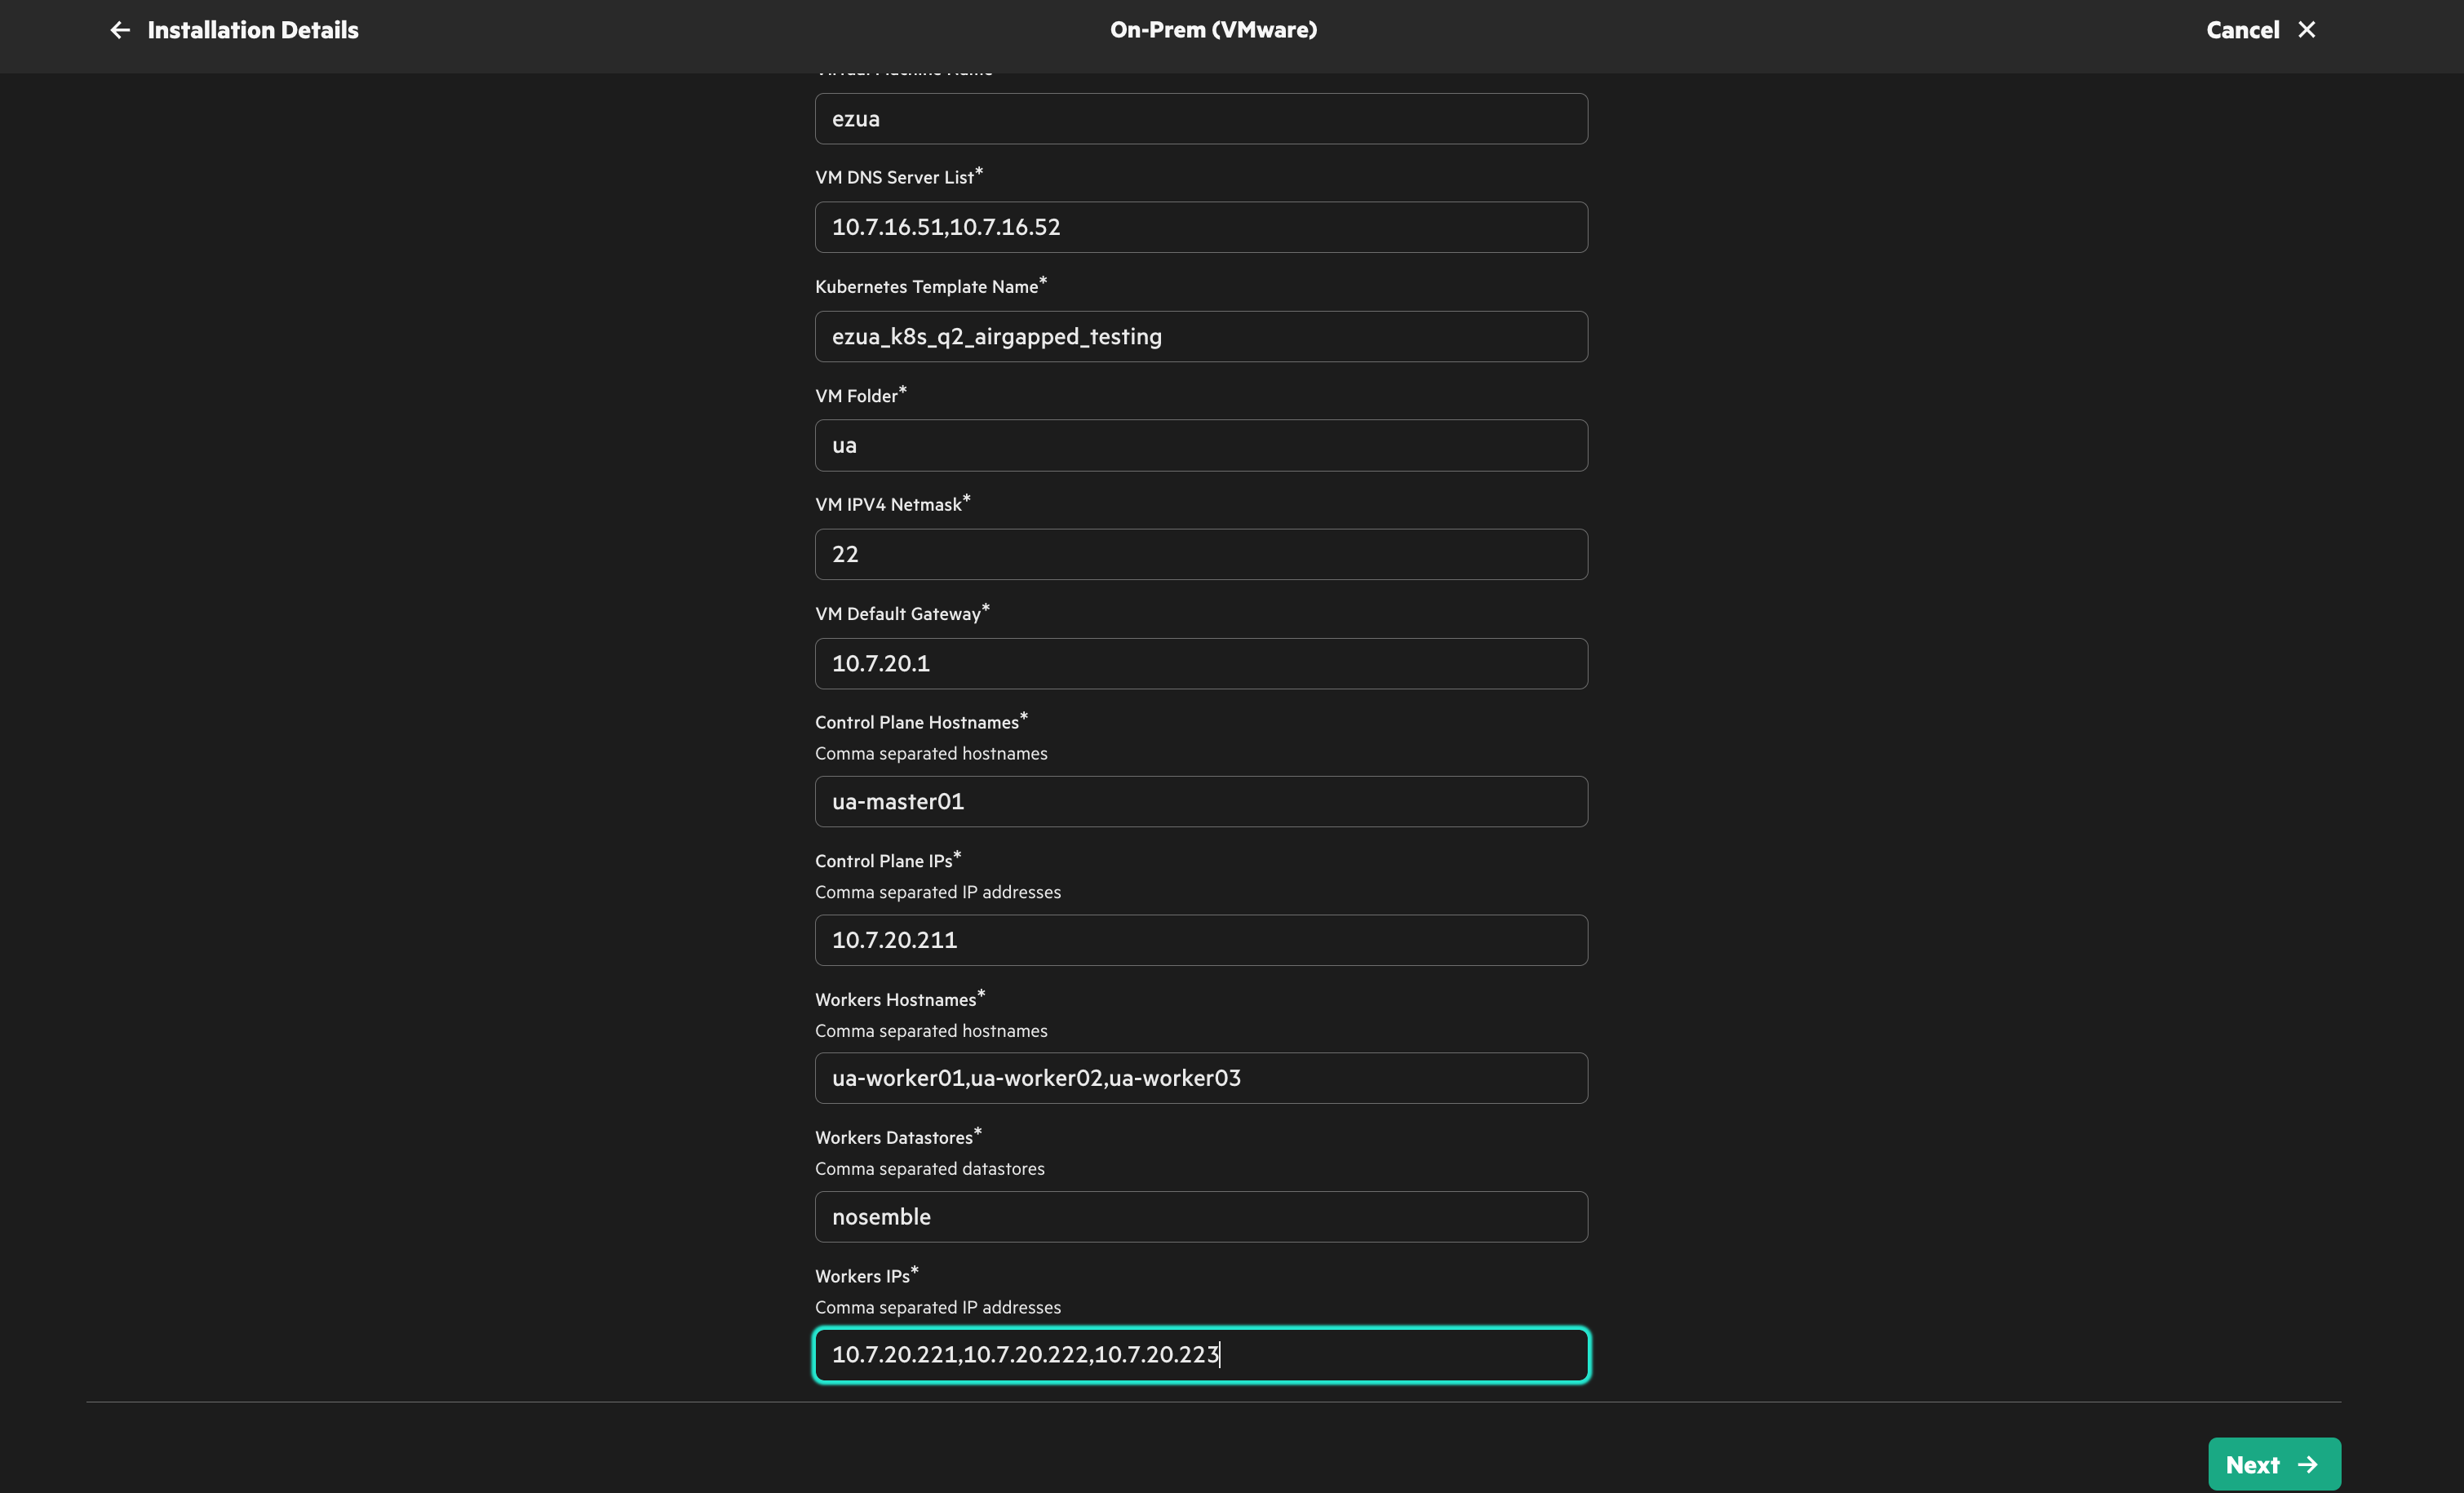 Installation Details
On-Prem (VMware)
Cancel
Virtual Machine Name
ezua
VM DNS Server List*
10.7.16.51,10.7.16.52
Kubernetes Template Name*
ezua_k8s_q2_airgapped_testing
VM Folder*
ua
VM IPV4 Netmask*
22
VM Default Gateway*
10.7.20.1
Control Plane Hostnames*
Comma separated hostnames
ua-master01
Control Plane IPs*
Comma separated IP addresses
10.7.20.211
Workers Hostnames*
Comma separated hostnames
ua-worker01,ua-worker02,ua-worker03
Workers Datastores*
Comma separated datastores
nosemble
Workers IPs*
Comma separated IP addresses
10.7.20.221,10.7.20.222,10.7.20.223
Next